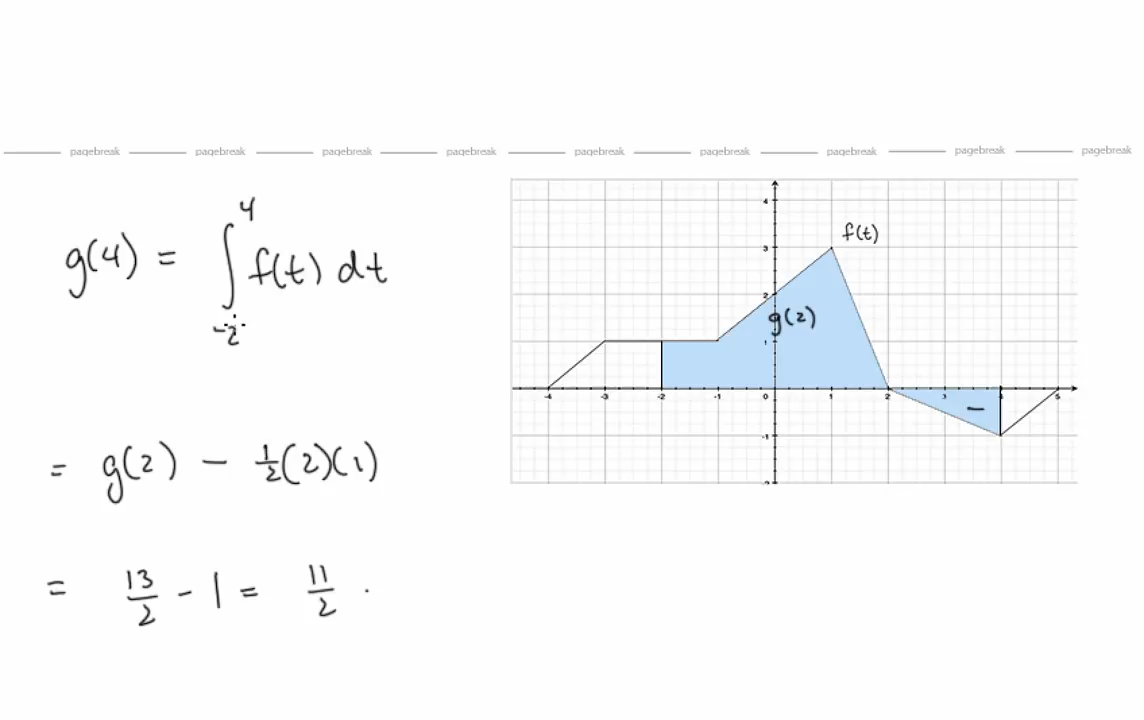 pagebreak pagebreak pagebreak pagebreak pagebreak pagebreak pagebreak pagebreak pagebreak
g(4) = ∫₋₂⁴ f(t) dt
= g(2) - ½(2)(1)
= 13/2 - 1 = 11/2 .
4
f(t)
3
2
g(2)
1
-4 -3 -2 -1 0 1 2 3 4 5
-
-1
-2